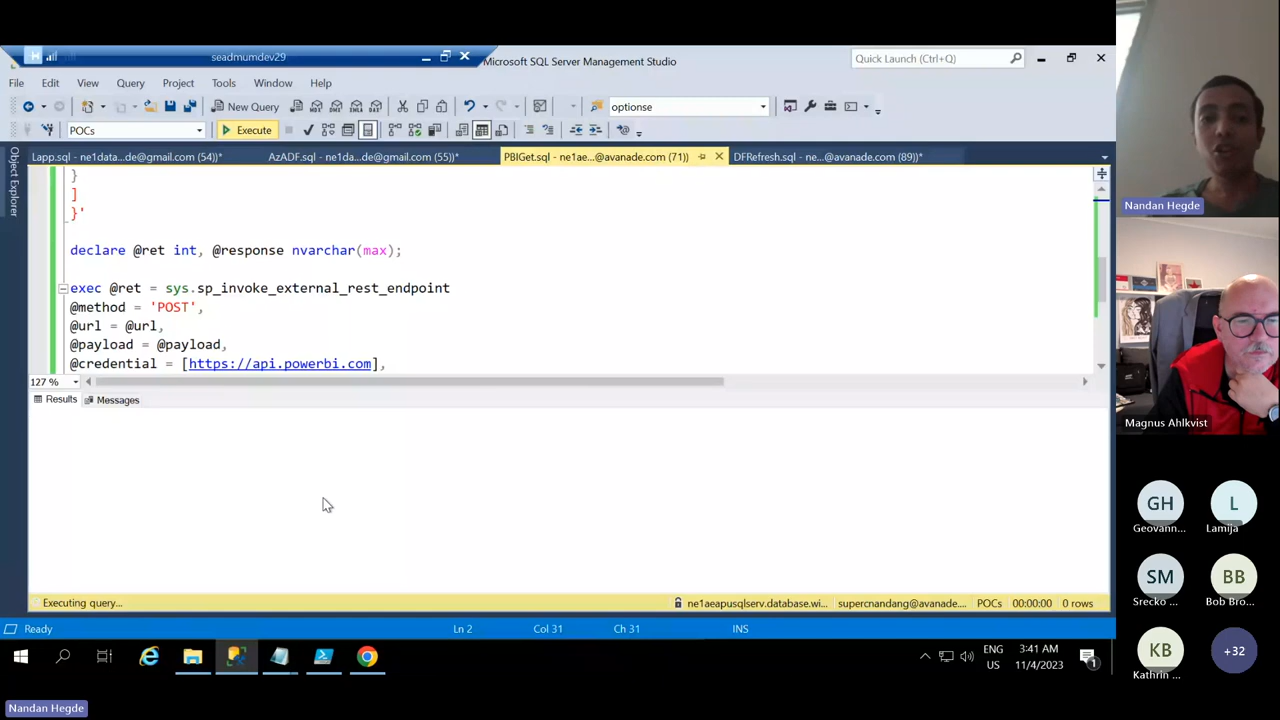 seadmumdev29
Microsoft SQL Server Management Studio
Quick Launch (Ctrl+Q)
File Edit View Query Project Tools Window Help
New Query
optionse
POCs
Execute
Lapp.sql - ne1data...de@gmail.com (54))*
AzADF.sql - ne1da...de@gmail.com (55))*
PBIGet.sql - ne1ae...@avanade.com (71))
DFRefresh.sql - ne...@avanade.com (89))*
Object Explorer
}
]
}'
declare @ret int, @response nvarchar(max);
exec @ret = sys.sp_invoke_external_rest_endpoint
@method = 'POST',
@url = @url,
@payload = @payload,
@credential = [https://api.powerbi.com],
127 %
Results Messages
Executing query...
ne1aeapusqlserv.database.wi...
supercnandang@avanade....
POCs
00:00:00
0 rows
Ready
Ln 2
Col 31
Ch 31
INS
ENG
US
3:41 AM
11/4/2023
1
Nandan Hegde
Magnus Ahlkvist
GH
Geovann...
L
Lamija
SM
Srecko ...
BB
Bob Bro...
KB
Kathrin ...
+32
Nandan Hegde